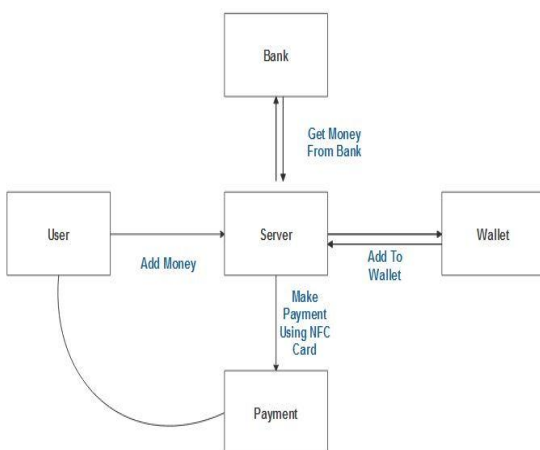 Bank
Get Money
From Bank
User
Server
Wallet
Add Money
Add To
Wallet
Make
Payment
Using NFC
Card
Payment